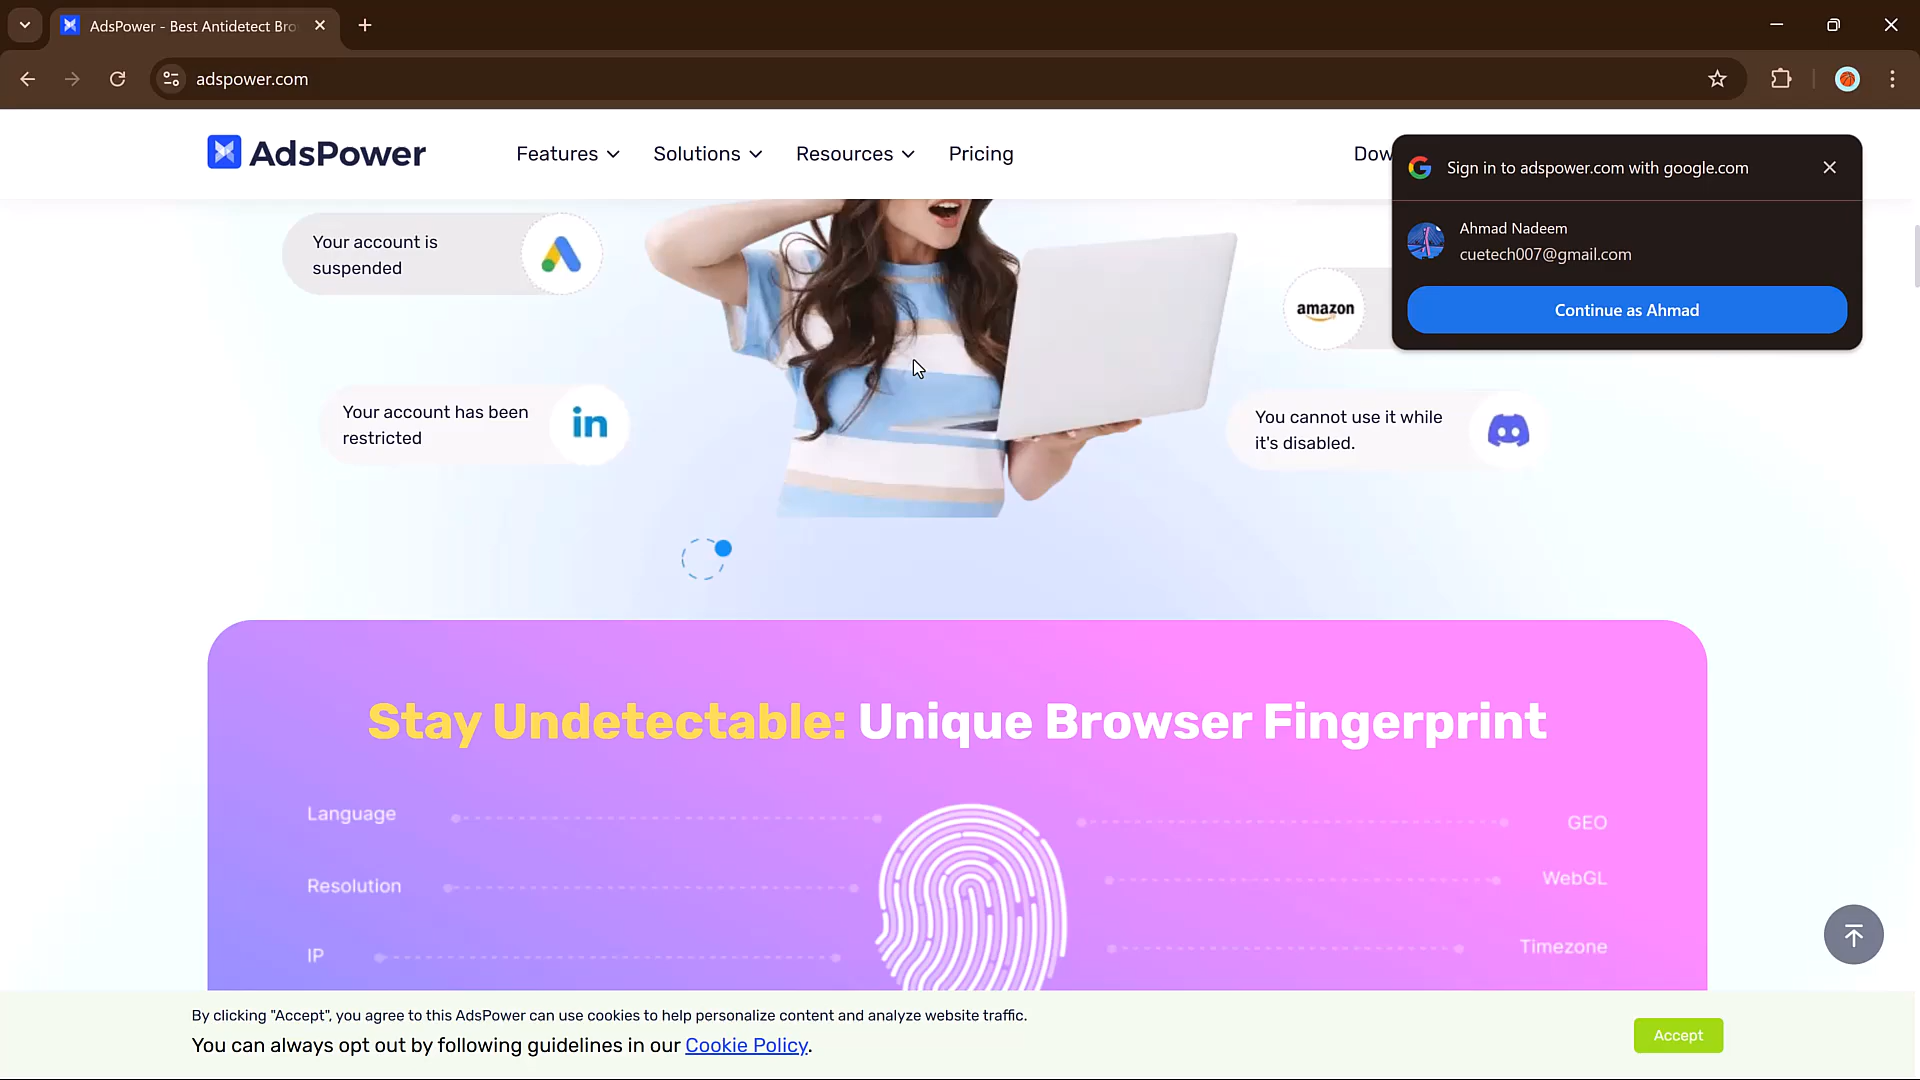 AdsPower - Best Antidetect Bro
adspower.com
AdsPower
Features
Solutions
Resources
Pricing
Dow
Sign in to adspower.com with google.com
Ahmad Nadeem
cuetech007@gmail.com
Continue as Ahmad
Your account is
suspended
amazon
Your account has been
restricted
in
You cannot use it while
it's disabled.
Stay Undetectable: Unique Browser Fingerprint
Language
GEO
Resolution
WebGL
IP
Timezone
By clicking "Accept", you agree to this AdsPower can use cookies to help personalize content and analyze website traffic.
You can always opt out by following guidelines in our Cookie Policy.
Accept